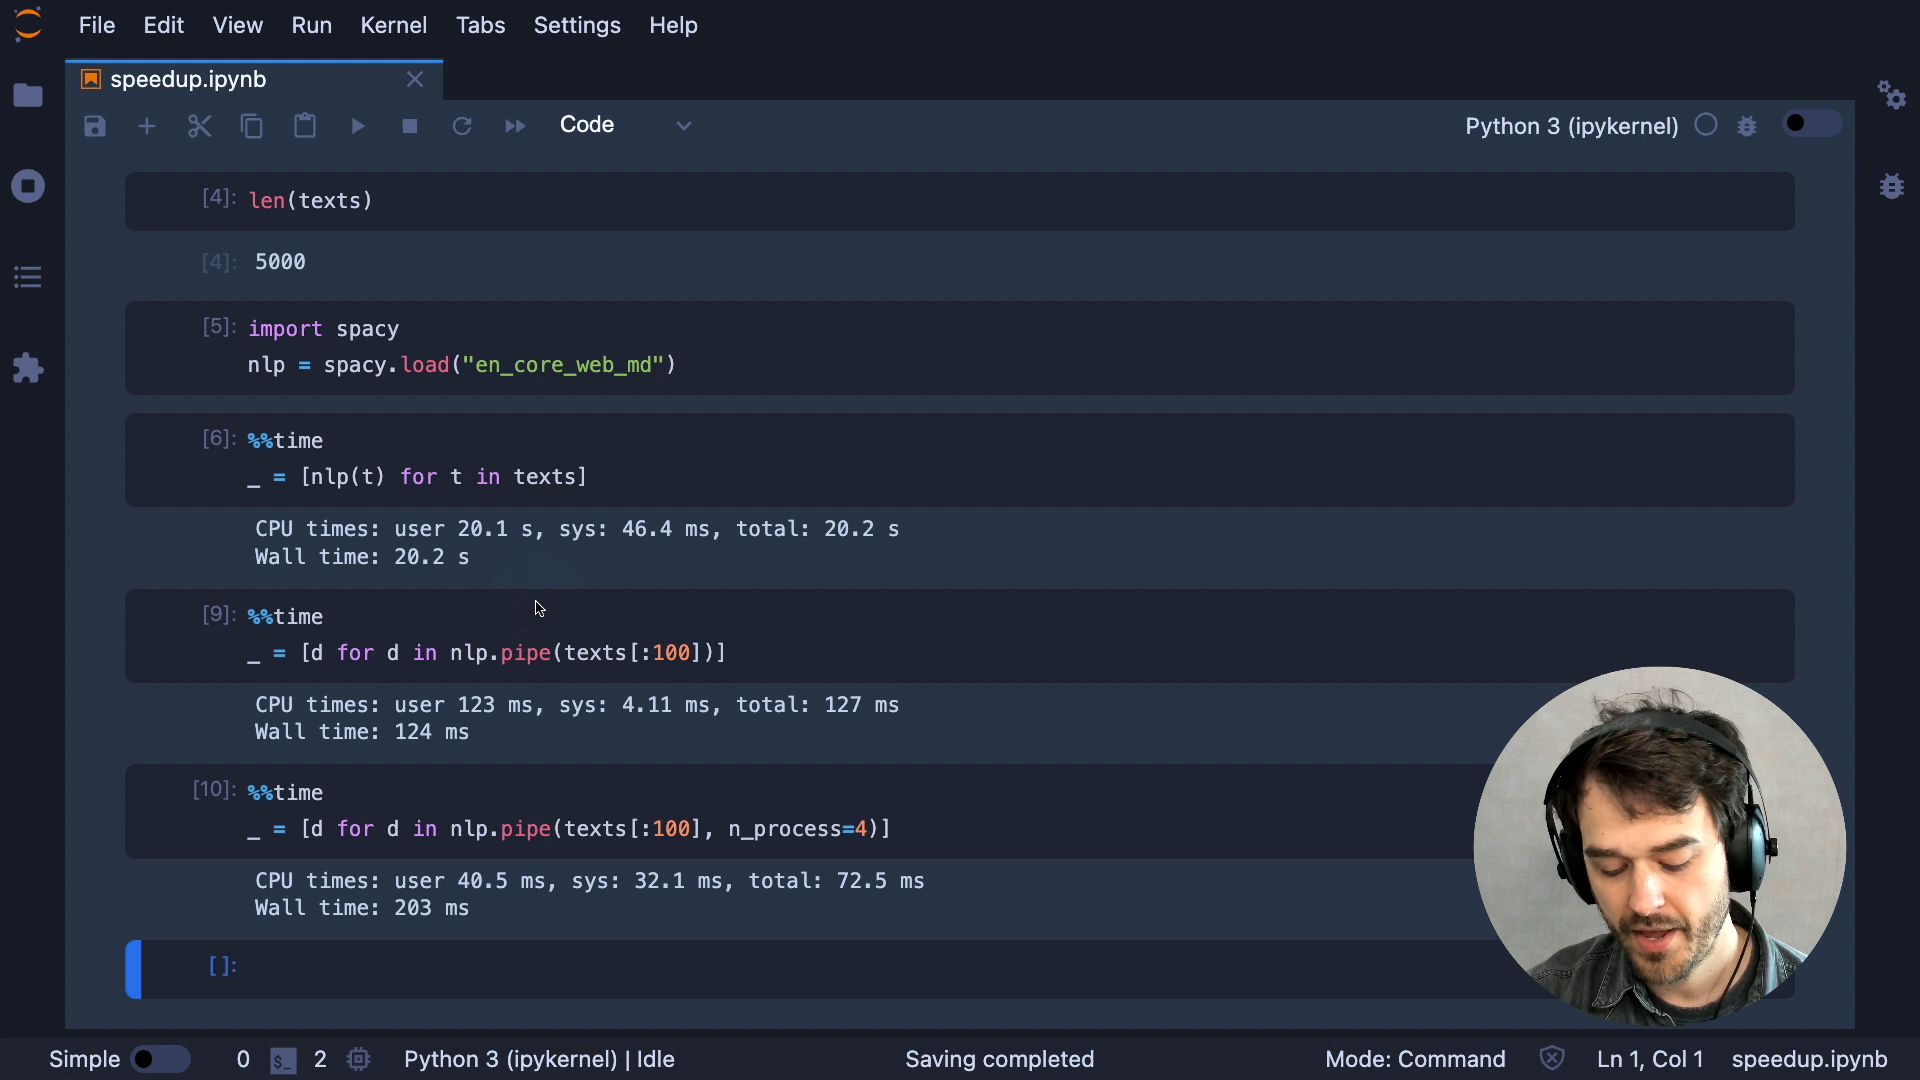 File Edit View Run Kernel Tabs Settings Help
speedup.ipynb
Code
Python 3 (ipykernel)
[4]: len(texts)
[4]: 5000
[5]: import spacy
nlp = spacy.load("en_core_web_md")
[6]: %%time
_ = [nlp(t) for t in texts]
CPU times: user 20.1 s, sys: 46.4 ms, total: 20.2 s
Wall time: 20.2 s
[9]: %%time
_ = [d for d in nlp.pipe(texts[:100])]
CPU times: user 123 ms, sys: 4.11 ms, total: 127 ms
Wall time: 124 ms
[10]: %%time
_ = [d for d in nlp.pipe(texts[:100], n_process=4)]
CPU times: user 40.5 ms, sys: 32.1 ms, total: 72.5 ms
Wall time: 203 ms
[ ]:
Simple 0 $_ 2 Python 3 (ipykernel) | Idle Saving completed Mode: Command Ln 1, Col 1 speedup.ipynb